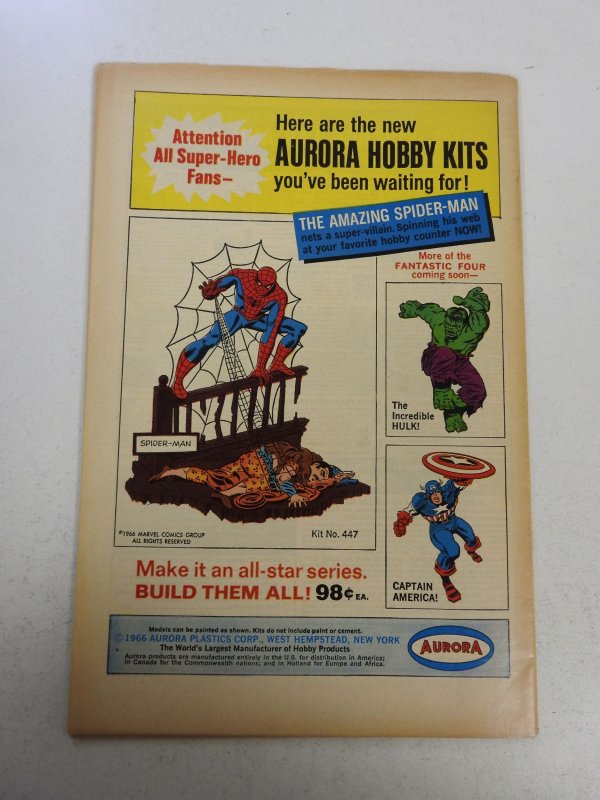 Attention
All Super-Hero
Fans—
Here are the new
AURORA HOBBY KITS
you've been waiting for!
THE AMAZING SPIDER-MAN
nets a super-villain. Spinning his web
at your favorite hobby counter NOW!
More of the
FANTASTIC FOUR
coming soon—
SPIDER-MAN
©1966 MARVEL COMICS GROUP
ALL RIGHTS RESERVED
Kit No. 447
The
Incredible
HULK!
CAPTAIN
AMERICA!
Make it an all-star series.
BUILD THEM ALL! 98¢ EA.
Models can be painted as shown. Kits do not include paint or cement.
©1966 AURORA PLASTICS CORP., WEST HEMPSTEAD, NEW YORK
The World's Largest Manufacturer of Hobby Products
Aurora products are manufactured entirely in the U.S. for distribution in America;
in Canada for the Commonwealth nations; and in Holland for Europe and Africa.
AURORA